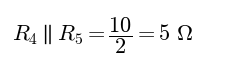 R₄ ∥ R₅ = 10/2 = 5 Ω